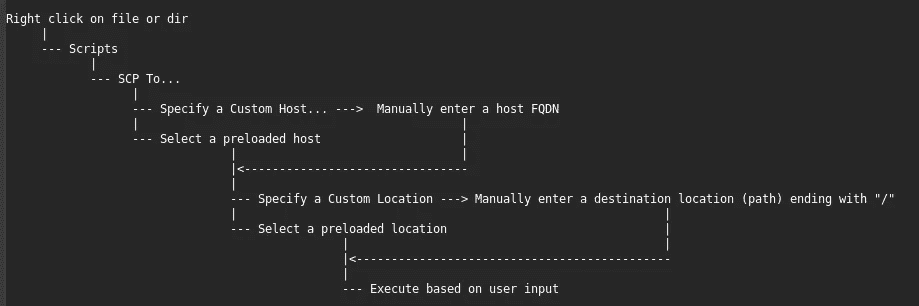 Right click on file or dir
     |
     --- Scripts
            |
            --- SCP To...
                  |
                  --- Specify a Custom Host... --->  Manually enter a host FQDN
                  |                                              |
                  --- Select a preloaded host                    |
                                |                                |
                                |<--------------------------------
                                |
                                --- Specify a Custom Location ---> Manually enter a destination location (path) ending with "/"
                                |                                                             |
                                --- Select a preloaded location                               |
                                                |                                             |
                                                |<---------------------------------------------
                                                |
                                                --- Execute based on user input